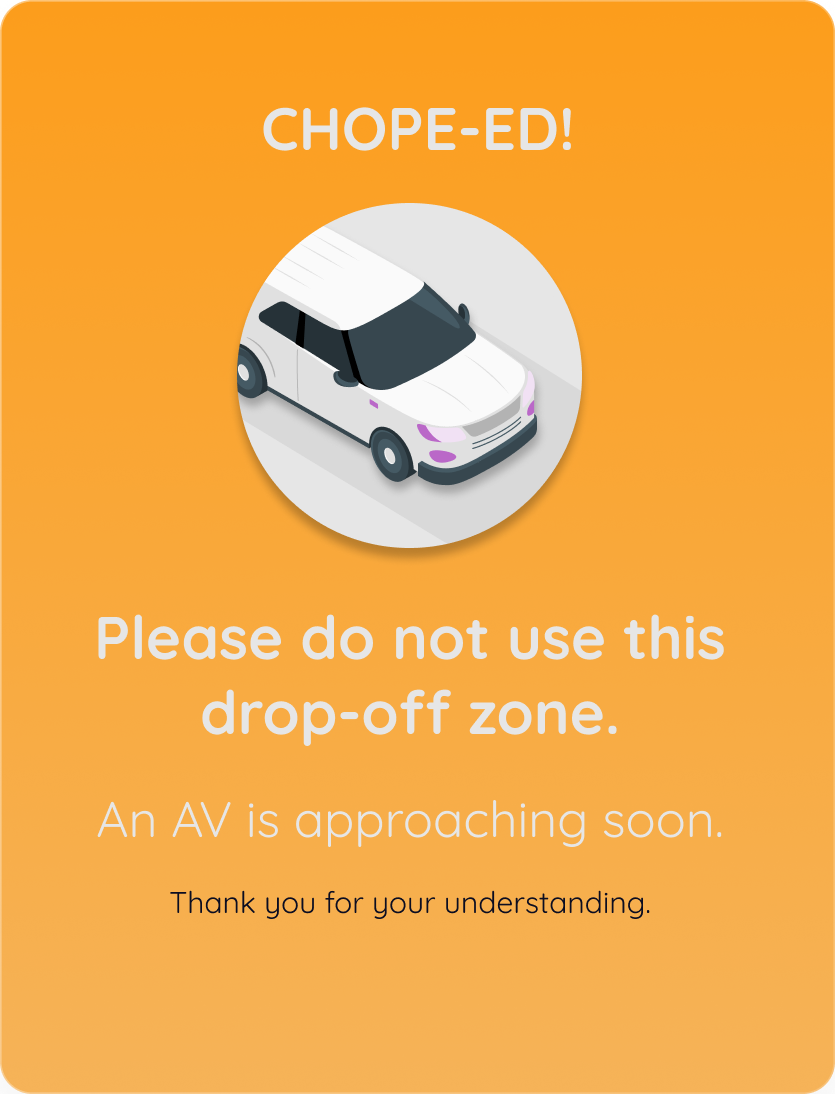 CHOPE-ED!
Please do not use this
drop-off zone.
An AV is approaching soon.
Thank you for your understanding.